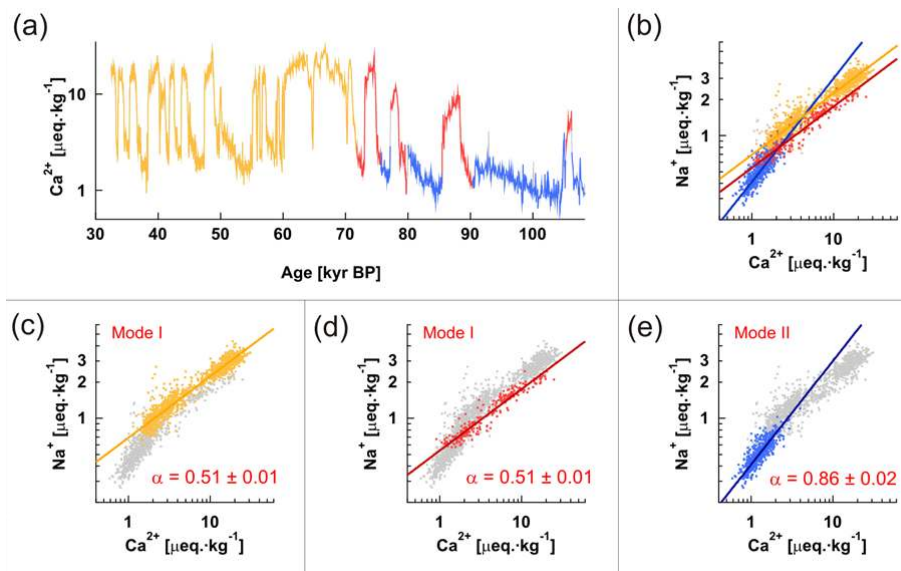 (a)
Ca²⁺ [μeq.·kg⁻¹]
10
1
30 40 50 60 70 80 90 100
Age [kyr BP]
(b)
Na⁺ [μeq.·kg⁻¹]
3
2
1
1 10
Ca²⁺ [μeq.·kg⁻¹]
(c)
Mode I
Na⁺ [μeq.·kg⁻¹]
3
2
1
α = 0.51 ± 0.01
1 10
Ca²⁺ [μeq.·kg⁻¹]
(d)
Mode I
Na⁺ [μeq.·kg⁻¹]
3
2
1
α = 0.51 ± 0.01
1 10
Ca²⁺ [μeq.·kg⁻¹]
(e)
Mode II
Na⁺ [μeq.·kg⁻¹]
3
2
1
α = 0.86 ± 0.02
1 10
Ca²⁺ [μeq.·kg⁻¹]